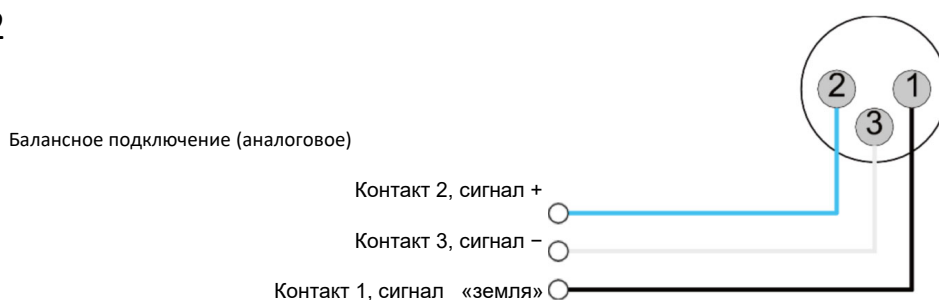 2
Балансное подключение (аналоговое)
2 1
3
Контакт 2, сигнал +
Контакт 3, сигнал −
Контакт 1, сигнал «земля»